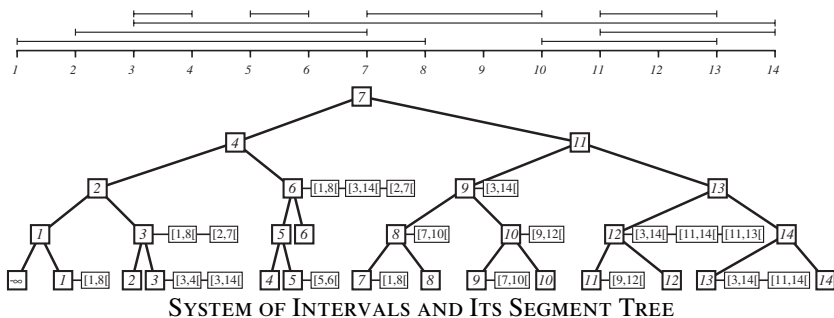 1 2 3 4 5 6 7 8 9 10 11 12 13 14
7
4 11
2 6 [1,8[ [3,14[ [2,7[ 9 [3,14[ 13
1 3 [1,8[ [2,7[ 5 6 8 [7,10[ 10 [9,12[ 12 [3,14[ [11,14[ [11,13[ 14
-∞ 1 [1,8[ 2 3 [3,4[ [3,14[ 4 5 [5,6[ 7 [1,8[ 8 9 [7,10[ 10 11 [9,12[ 12 13 [3,14[ [11,14[ 14
SYSTEM OF INTERVALS AND ITS SEGMENT TREE